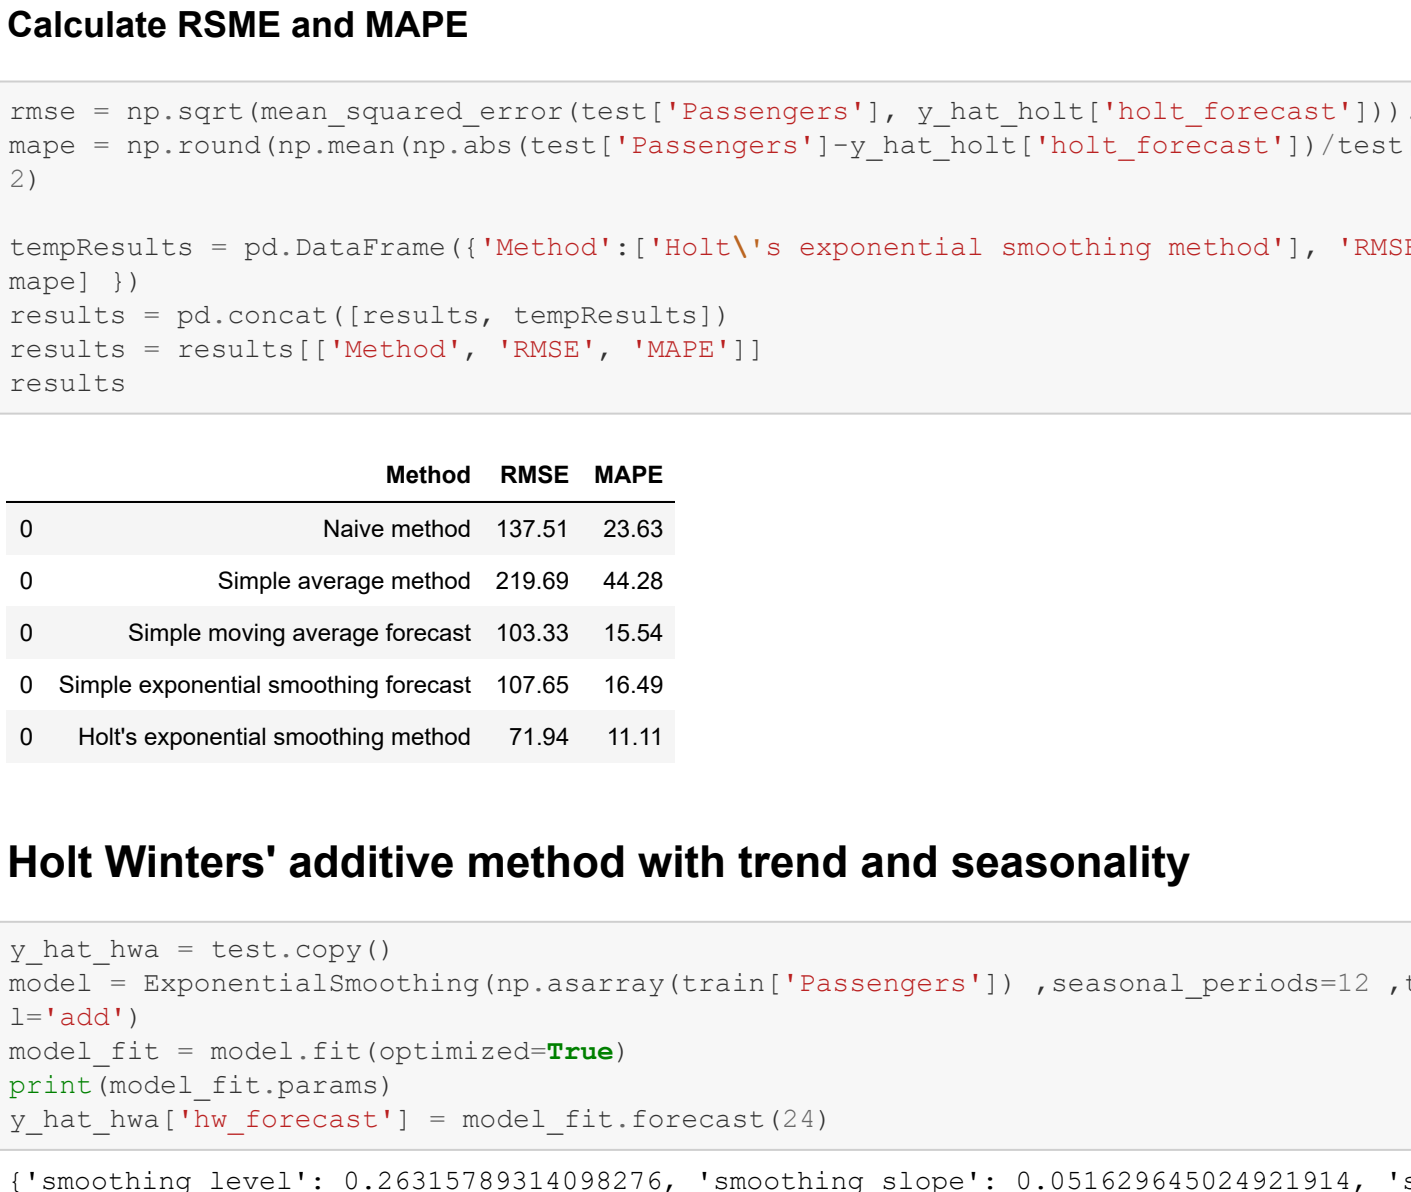 Calculate RSME and MAPE
rmse = np.sqrt(mean_squared_error(test['Passengers'], y_hat_holt['holt_forecast']))
mape = np.round(np.mean(np.abs(test['Passengers']-y_hat_holt['holt_forecast'])/test
2)
tempResults = pd.DataFrame({'Method':['Holt\'s exponential smoothing method'], 'RMSE
mape] })
results = pd.concat([results, tempResults])
results = results[['Method', 'RMSE', 'MAPE']]
results
Method RMSE MAPE
0 Naive method 137.51 23.63
0 Simple average method 219.69 44.28
0 Simple moving average forecast 103.33 15.54
0 Simple exponential smoothing forecast 107.65 16.49
0 Holt's exponential smoothing method 71.94 11.11
Holt Winters' additive method with trend and seasonality
y_hat_hwa = test.copy()
model = ExponentialSmoothing(np.asarray(train['Passengers']) ,seasonal_periods=12 ,
l='add')
model_fit = model.fit(optimized=True)
print(model_fit.params)
y_hat_hwa['hw_forecast'] = model_fit.forecast(24)
{'smoothing_level': 0.26315789314098276, 'smoothing_slope': 0.051629645024921914, 's